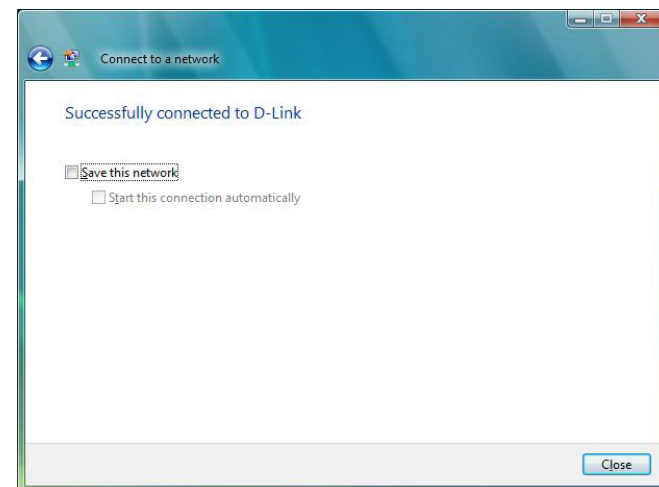 Connect to a network
Successfully connected to D-Link
Save this network
Start this connection automatically
Close